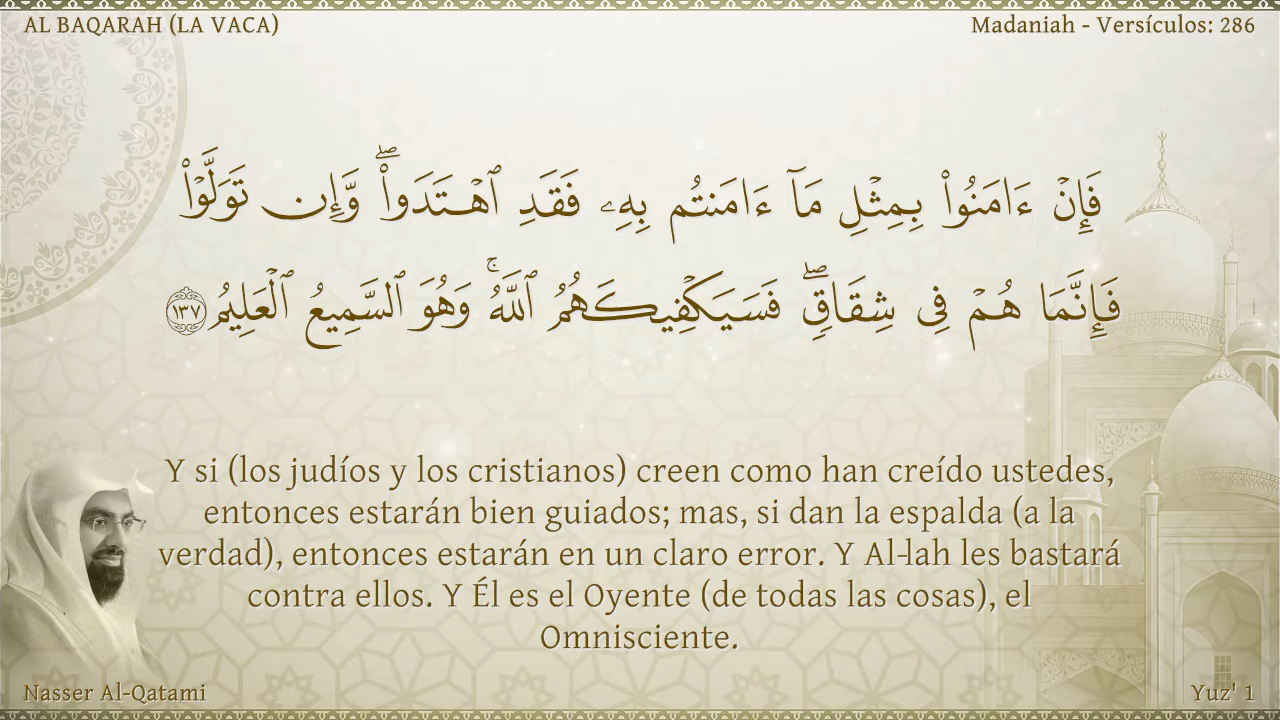 AL BAQARAH (LA VACA)
Madaniah - Versículos: 286
فَإِنْ ءَامَنُوا۟ بِمِثْلِ مَآ ءَامَنتُم بِهِۦ فَقَدِ ٱهْتَدَوا۟ ۖ وَّإِن تَوَلَّوْا۟
فَإِنَّمَا هُمْ فِى شِقَاقٍ ۖ فَسَيَكْفِيكَهُمُ ٱللَّهُ ۚ وَهُوَ ٱلسَّمِيعُ ٱلْعَلِيمُ ١٣٧
Y si (los judíos y los cristianos) creen como han creído ustedes,
entonces estarán bien guiados; mas, si dan la espalda (a la
verdad), entonces estarán en un claro error. Y Al-lah les bastará
contra ellos. Y Él es el Oyente (de todas las cosas), el
Omnisciente.
Nasser Al-Qatami
Yuz' 1